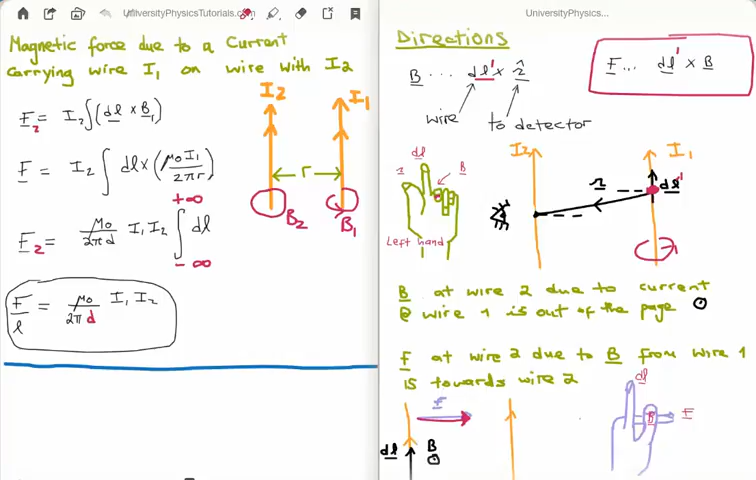 UniversityPhysicsTutorials.com
Magnetic force due to a Current
Carrying wire I₁ on wire with I2
F₂ = I₂∫(dl × B₁)
F = I₂ ∫ dl × (μ₀I₁/2πr)
F₂ = μ₀/2πd I₁I₂ ∫ dl
+∞
-∞
F/l = μ₀/2πd I₁I₂
I2
I1
r
B₂
B₁
UniversityPhysics...
Directions
B ... dl' × r̂
F... dl' × B
wire
to detector
dl
r
B
Left hand
I2
I1
r
dl'
B at wire 2 due to current
@ wire 1 is out of the page ⊙
F at wire 2 due to B from wire 1
is towards wire 2
F
dl
B
dl
B
F